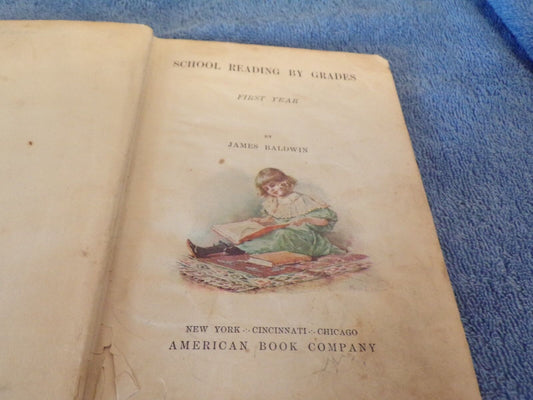 SCHOOL READING BY GRADES
FIRST YEAR
BY
JAMES BALDWIN
NEW YORK ·:· CINCINNATI ·:· CHICAGO
AMERICAN BOOK COMPANY